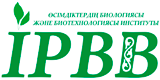 ӨСІМДІКТЕРДІҢ БИОЛОГИЯСЫ
ЖӘНЕ БИОТЕХНОЛОГИЯСЫ ИНСТИТУТЫ
IPBB